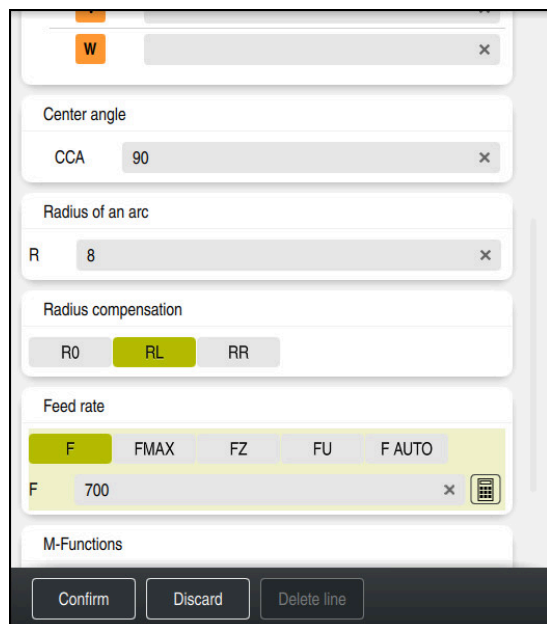 W ×
Center angle
CCA 90 ×
Radius of an arc
R 8 ×
Radius compensation
R0 RL RR
Feed rate
F FMAX FZ FU F AUTO
F 700 ×
M-Functions
Confirm Discard Delete line